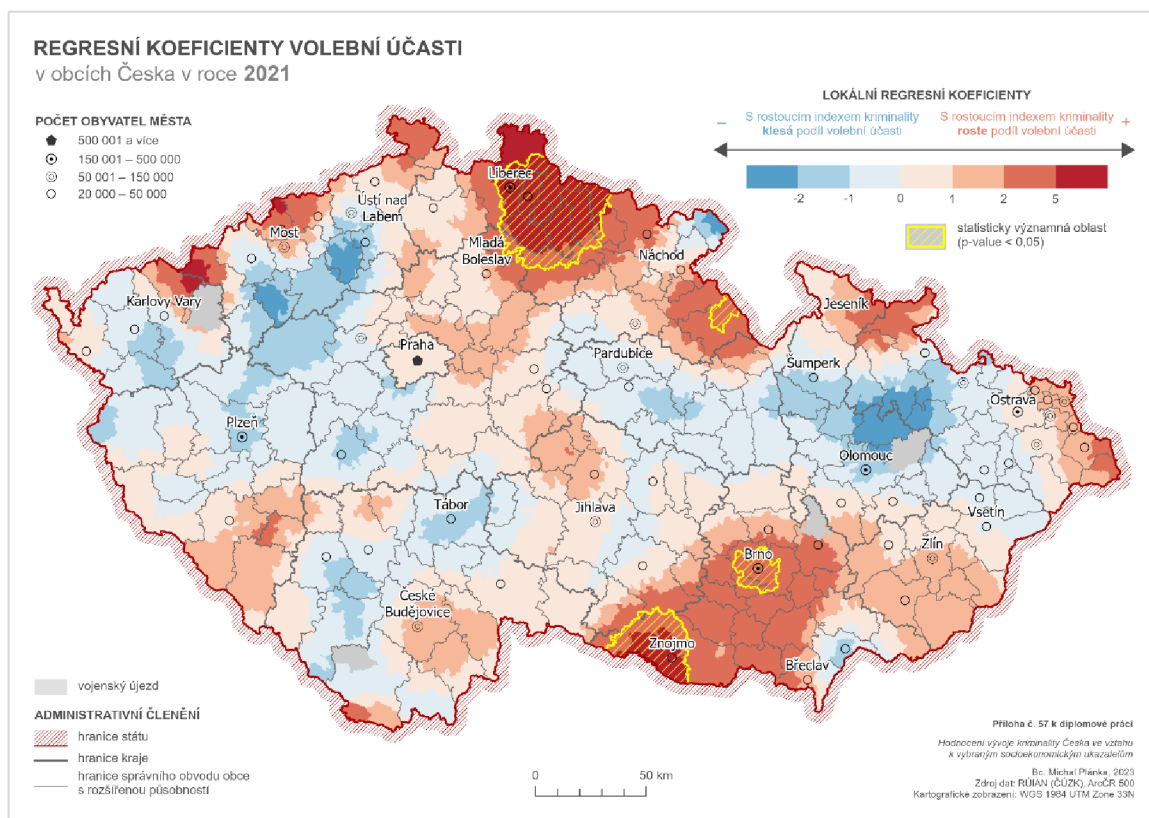 REGRESNÍ KOEFICIENTY VOLEBNÍ ÚČASTI
v obcích Česka v roce 2021
POČET OBYVATEL MĚSTA
500 001 a více
150 001 – 500 000
50 001 – 150 000
20 000 – 50 000
LOKÁLNÍ REGRESNÍ KOEFICIENTY
– S rostoucím indexem kriminality
klesá podíl volební účasti
S rostoucím indexem kriminality +
roste podíl volební účasti
-2 -1 0 1 2 5
statisticky významná oblast
(p-value < 0,05)
Liberec
Ústí nad
Labem
Most
Mladá
Boleslav
Náchod
Karlovy Vary
Jeseník
Praha
Pardubice
Šumperk
Ostrava
Plzeň
Olomouc
Tábor
Jihlava
Vsetín
Brno
Zlín
České
Budějovice
Znojmo
Břeclav
vojenský újezd
ADMINISTRATIVNÍ ČLENĚNÍ
hranice státu
hranice kraje
hranice správního obvodu obce
s rozšířenou působností
0 50 km
Příloha č. 57 k diplomové práci
Hodnocení vývoje kriminality Česka ve vztahu
k vybraným socioekonomickým ukazatelům
Bc. Michal Plánka, 2023
Zdroj dat: RÚIAN (ČÚZK), ArcČR 500
Kartografické zobrazení: WGS 1984 UTM Zone 33N